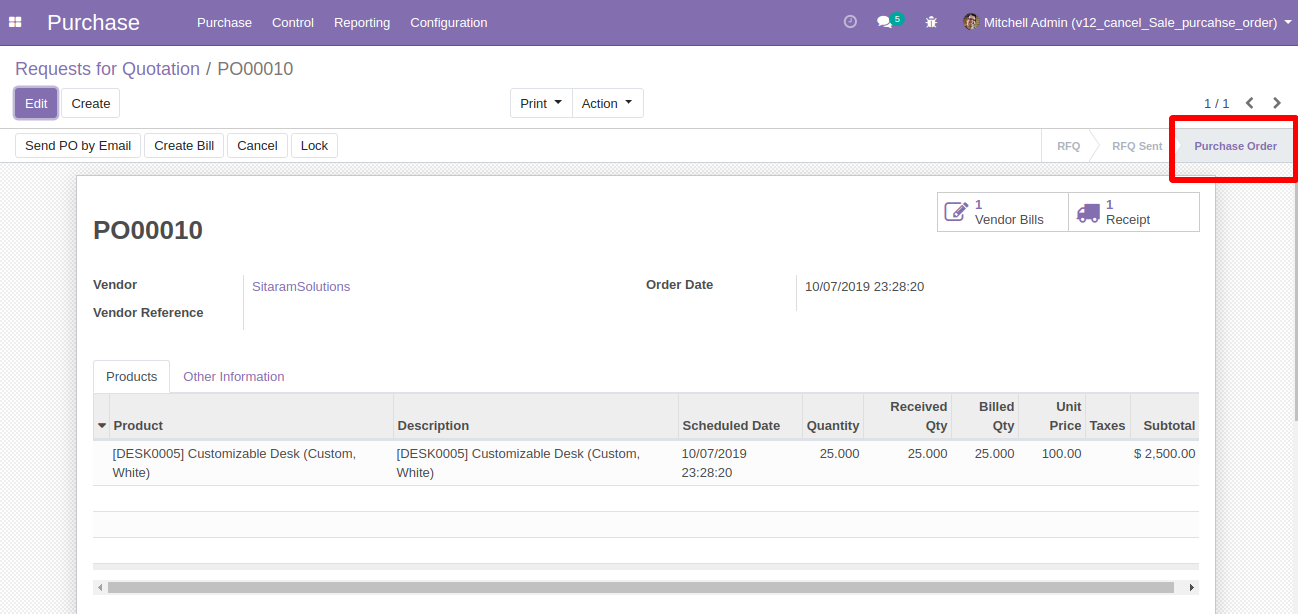 Purchase
Purchase Control Reporting Configuration
5
Mitchell Admin (v12_cancel_Sale_purcahse_order)
Requests for Quotation / PO00010
Edit Create
Print Action
1 / 1
Send PO by Email Create Bill Cancel Lock
RFQ RFQ Sent Purchase Order
1
Vendor Bills
1
Receipt
PO00010
Vendor SitaramSolutions
Order Date 10/07/2019 23:28:20
Vendor Reference
Products Other Information
Product Description Scheduled Date Quantity Received Qty Billed Qty Unit Price Taxes Subtotal
[DESK0005] Customizable Desk (Custom, [DESK0005] Customizable Desk (Custom, 10/07/2019 25.000 25.000 25.000 100.00 $ 2,500.00
White) White) 23:28:20